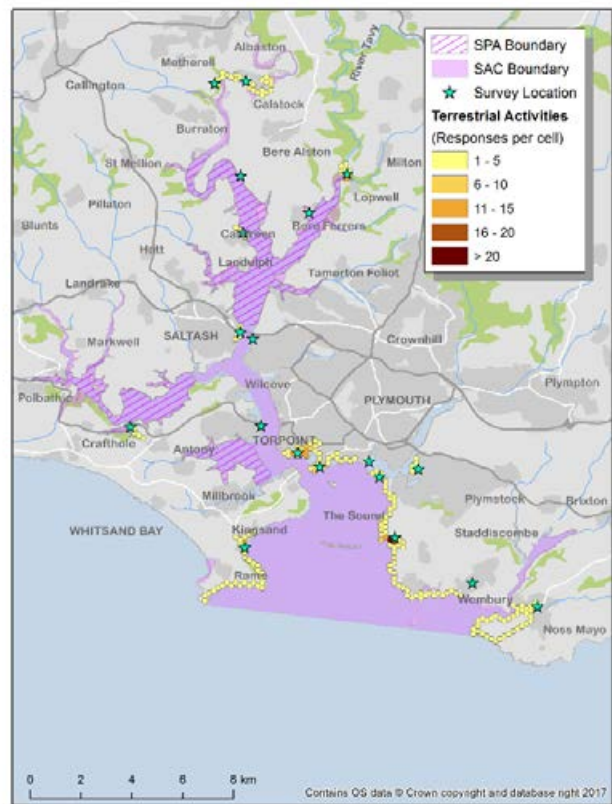 SPA Boundary
SAC Boundary
Survey Location
Terrestrial Activities
(Responses per cell)
1 - 5
6 - 10
11 - 15
16 - 20
> 20
Albaston
Metherell
River Tavy
Callington
Calstock
Burraton
Bere Alston
St Mellion
Milton
Pillaton
Lopwell
Blunts
Cargreen
Bere Ferrers
Hatt
Landulph
Landrake
Tamerton Foliot
Markwell
SALTASH
Crownhill
Wilcove
Plympton
Polbathic
PLYMOUTH
Crafthole
TORPOINT
Antony
Millbrook
Plymstock
Brixton
The Sound
WHITSAND BAY
Kingsand
Staddiscombe
Rame
Wembury
Noss Mayo
0 2 4 6 8 km
Contains OS data © Crown copyright and database right 2017